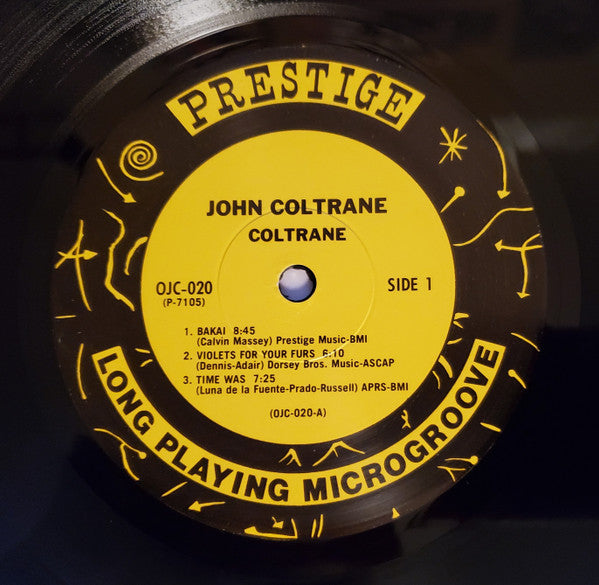 PRESTIGE
JOHN COLTRANE
COLTRANE
OJC-020
(P-7105)
SIDE 1
1. BAKAI 8:45
(Calvin Massey) Prestige Music-BMI
2. VIOLETS FOR YOUR FURS 6:10
(Dennis-Adair) Dorsey Bros. Music-ASCAP
3. TIME WAS 7:25
(Luna de la Fuente-Prado-Russell) APRS-BMI
(OJC-020-A)
LONG PLAYING MICROGROOVE